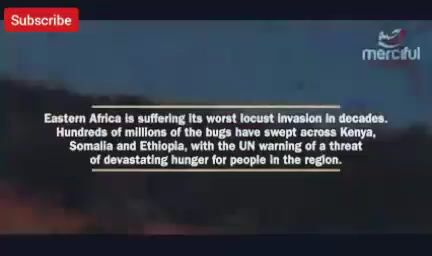 Subscribe
merciful
Eastern Africa is suffering its worst locust invasion in decades.
Hundreds of millions of the bugs have swept across Kenya,
Somalia and Ethiopia, with the UN warning of a threat
of devastating hunger for people in the region.